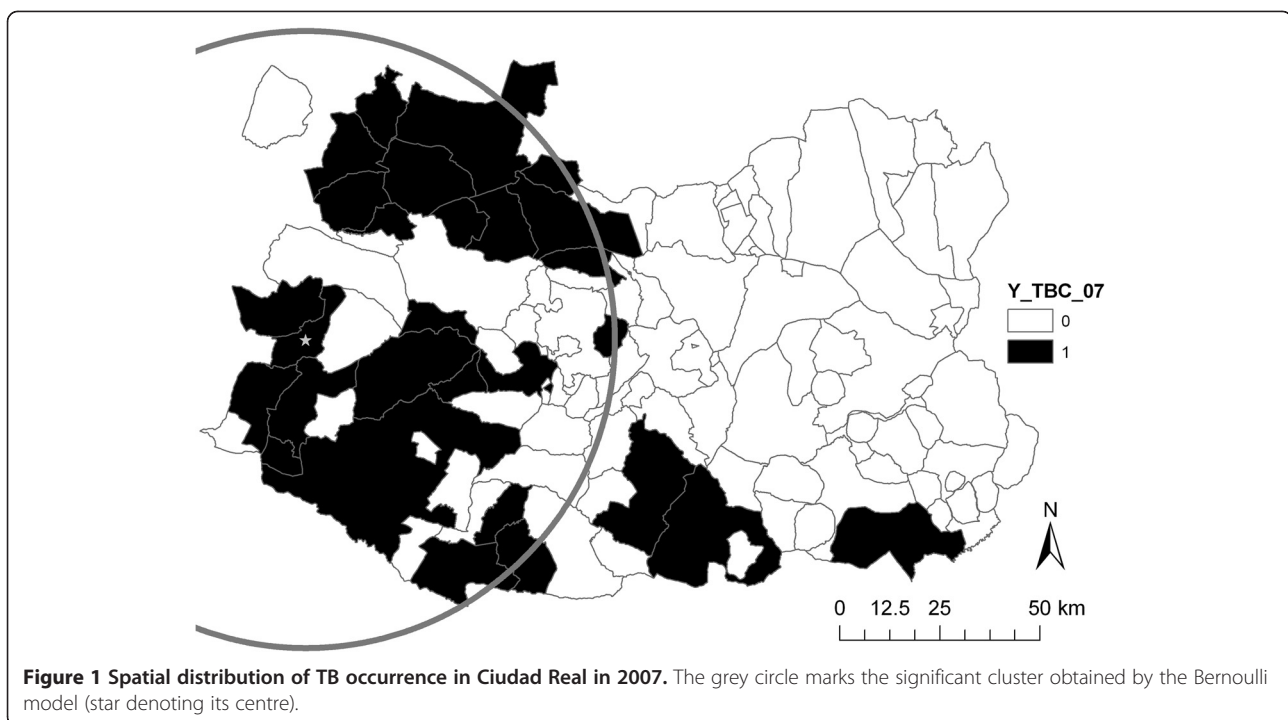 Y_TBC_07
0
1
N
0 12.5 25 50 km
Figure 1 Spatial distribution of TB occurrence in Ciudad Real in 2007. The grey circle marks the significant cluster obtained by the Bernoulli
model (star denoting its centre).